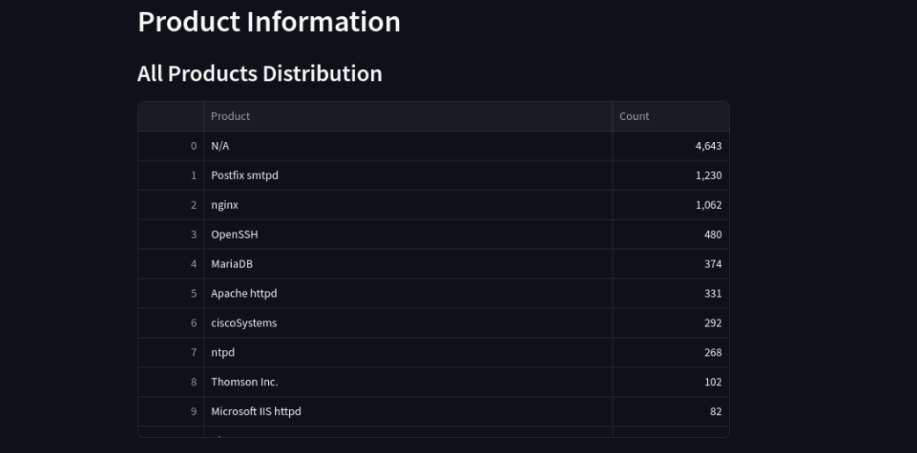 Product Information
All Products Distribution
Product Count
0 N/A 4,643
1 Postfix smtpd 1,230
2 nginx 1,062
3 OpenSSH 480
4 MariaDB 374
5 Apache httpd 331
6 ciscoSystems 292
7 ntpd 268
8 Thomson Inc. 102
9 Microsoft IIS httpd 82